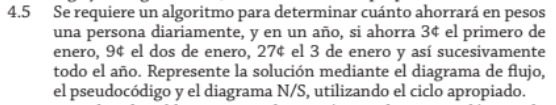 4.5 Se requiere un algoritmo para determinar cuánto ahorrará en pesos
una persona diariamente, y en un año, si ahorra 3¢ el primero de
enero, 9¢ el dos de enero, 27¢ el 3 de enero y así sucesivamente
todo el año. Represente la solución mediante el diagrama de flujo,
el pseudocódigo y el diagrama N/S, utilizando el ciclo apropiado.